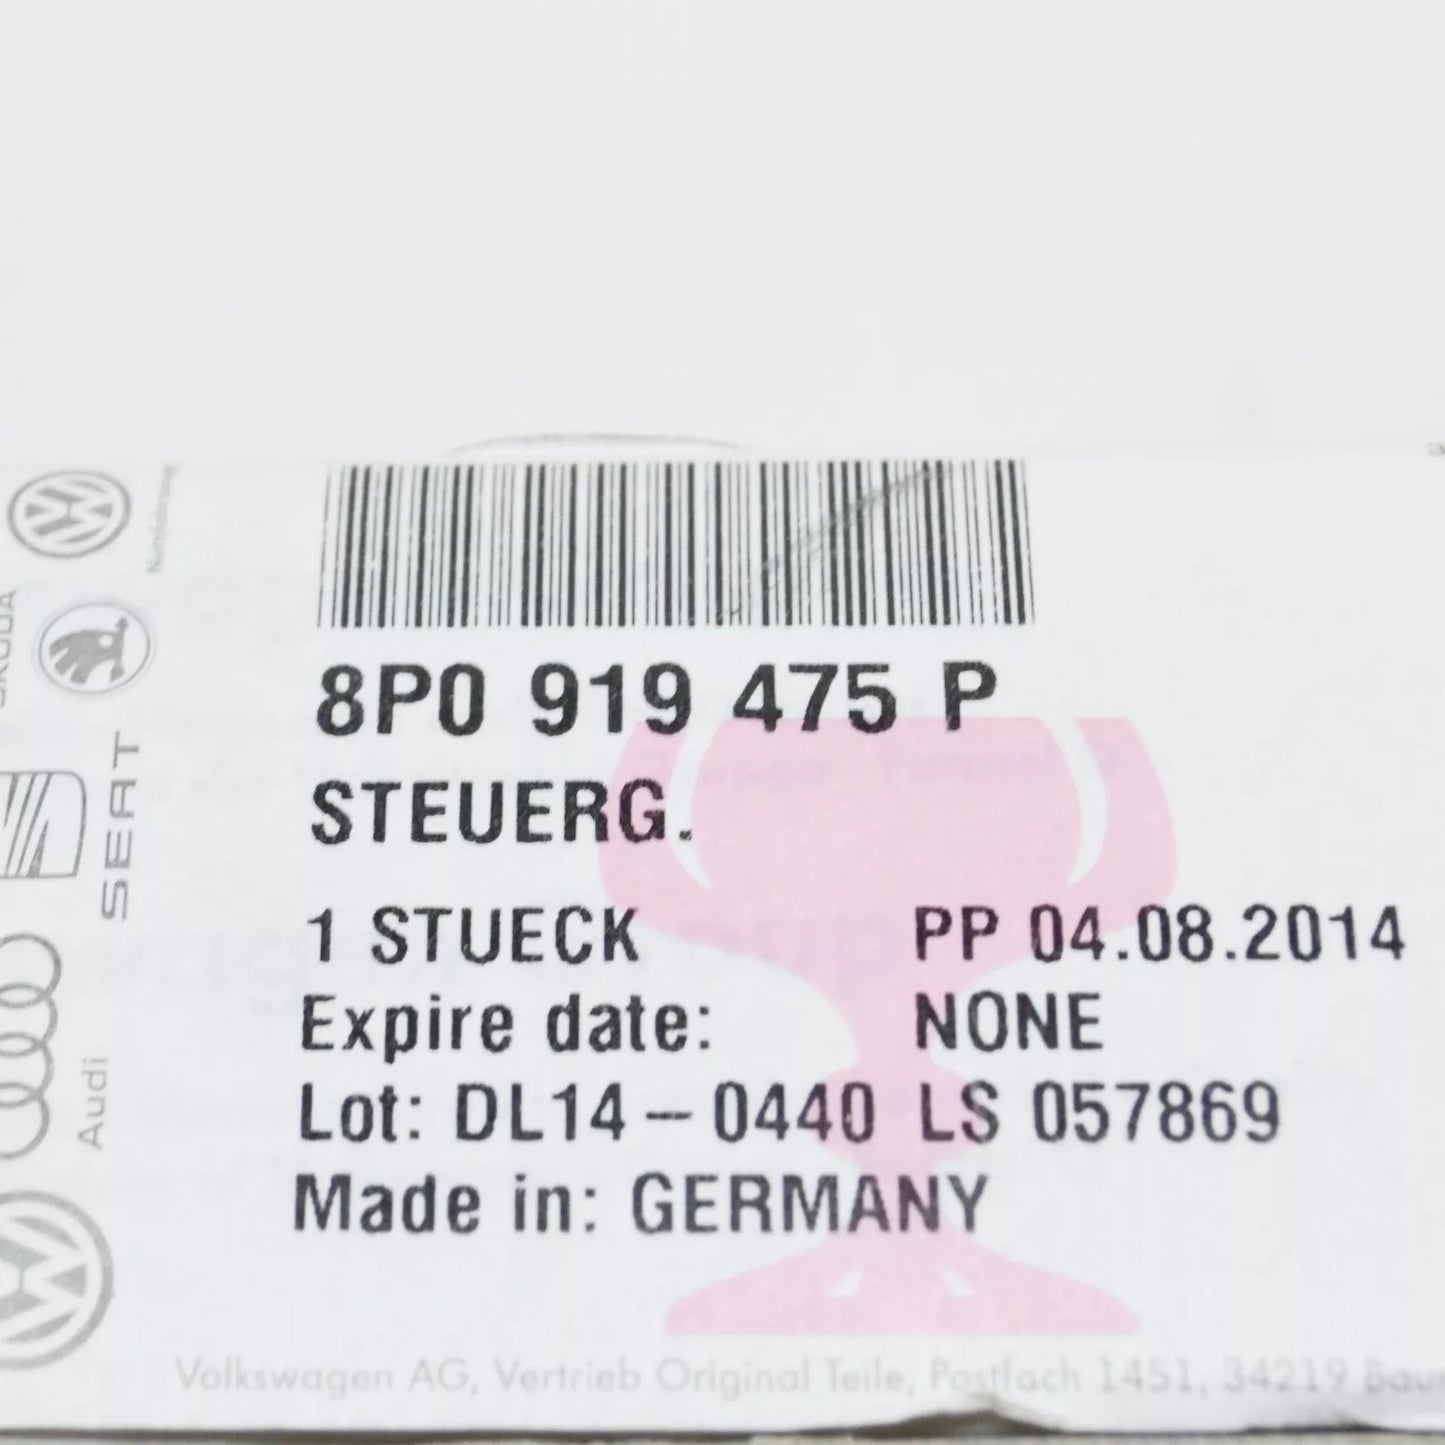 8P0 919 475 P
STEUERG.
1 STUECK PP 04.08.2014
Expire date: NONE
Lot: DL14-0440 LS 057869
Made in: GERMANY
Volkswagen AG, Vertrieb Original Teile, Postfach 1451, 34219
SKODA
SEAT
Audi